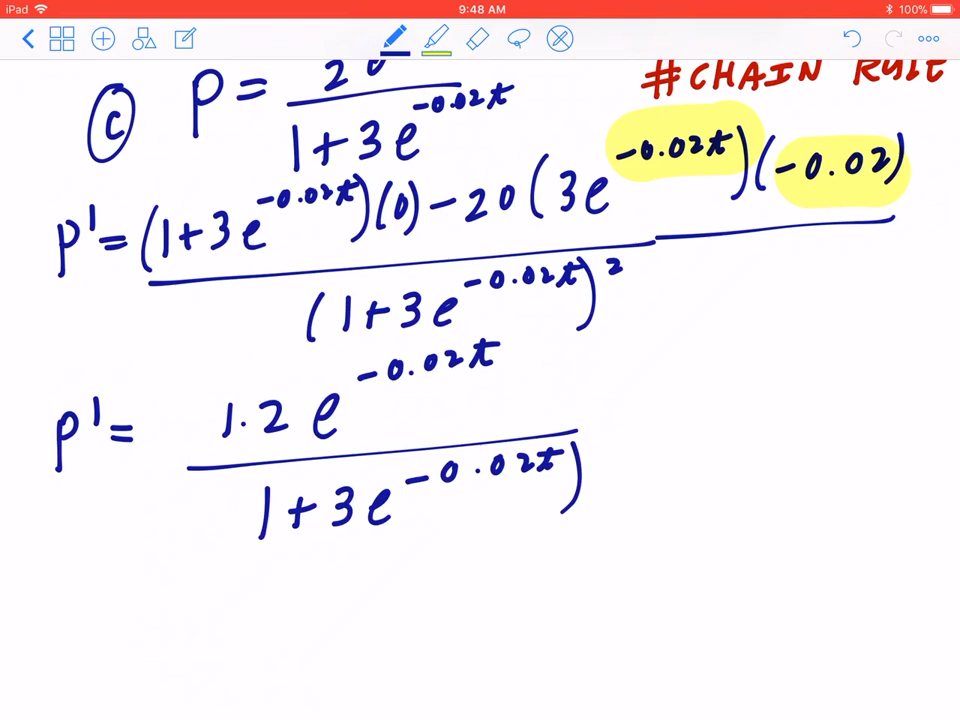 iPad 9:48 AM 100%
# CHAIN RULE
(c) P = 20 / 1+3e^-0.02t
P' = (1+3e^-0.02t)(0) - 20(3e^-0.02t)(-0.02) / (1+3e^-0.02t)^2
P' = 1.2e^-0.02t / 1+3e^-0.02t)